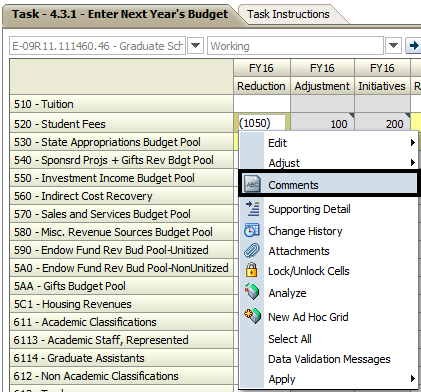 Task - 4.3.1 - Enter Next Year's Budget Task Instructions
E-09R11.111460.46 - Graduate Sch Working
FY16 FY16 FY16
Reduction Adjustment Initiatives R
510 - Tuition
520 - Student Fees (1050) 100 200
530 - State Appropriations Budget Pool
540 - Sponsrd Projs + Gifts Rev Bdgt Pool
550 - Investment Income Budget Pool
560 - Indirect Cost Recovery
570 - Sales and Services Budget Pool
580 - Misc. Revenue Sources Budget Pool
590 - Endow Fund Rev Bud Pool-Unitized
5A0 - Endow Fund Rev Bud Pool-NonUnitized
5AA - Gifts Budget Pool
5C1 - Housing Revenues
611 - Academic Classifications
6113 - Academic Staff, Represented
6114 - Graduate Assistants
612 - Non Academic Classifications
Edit
Adjust
ABC Comments
Supporting Detail
Change History
Attachments
Lock/Unlock Cells
Analyze
New Ad Hoc Grid
Select All
Data Validation Messages
Apply